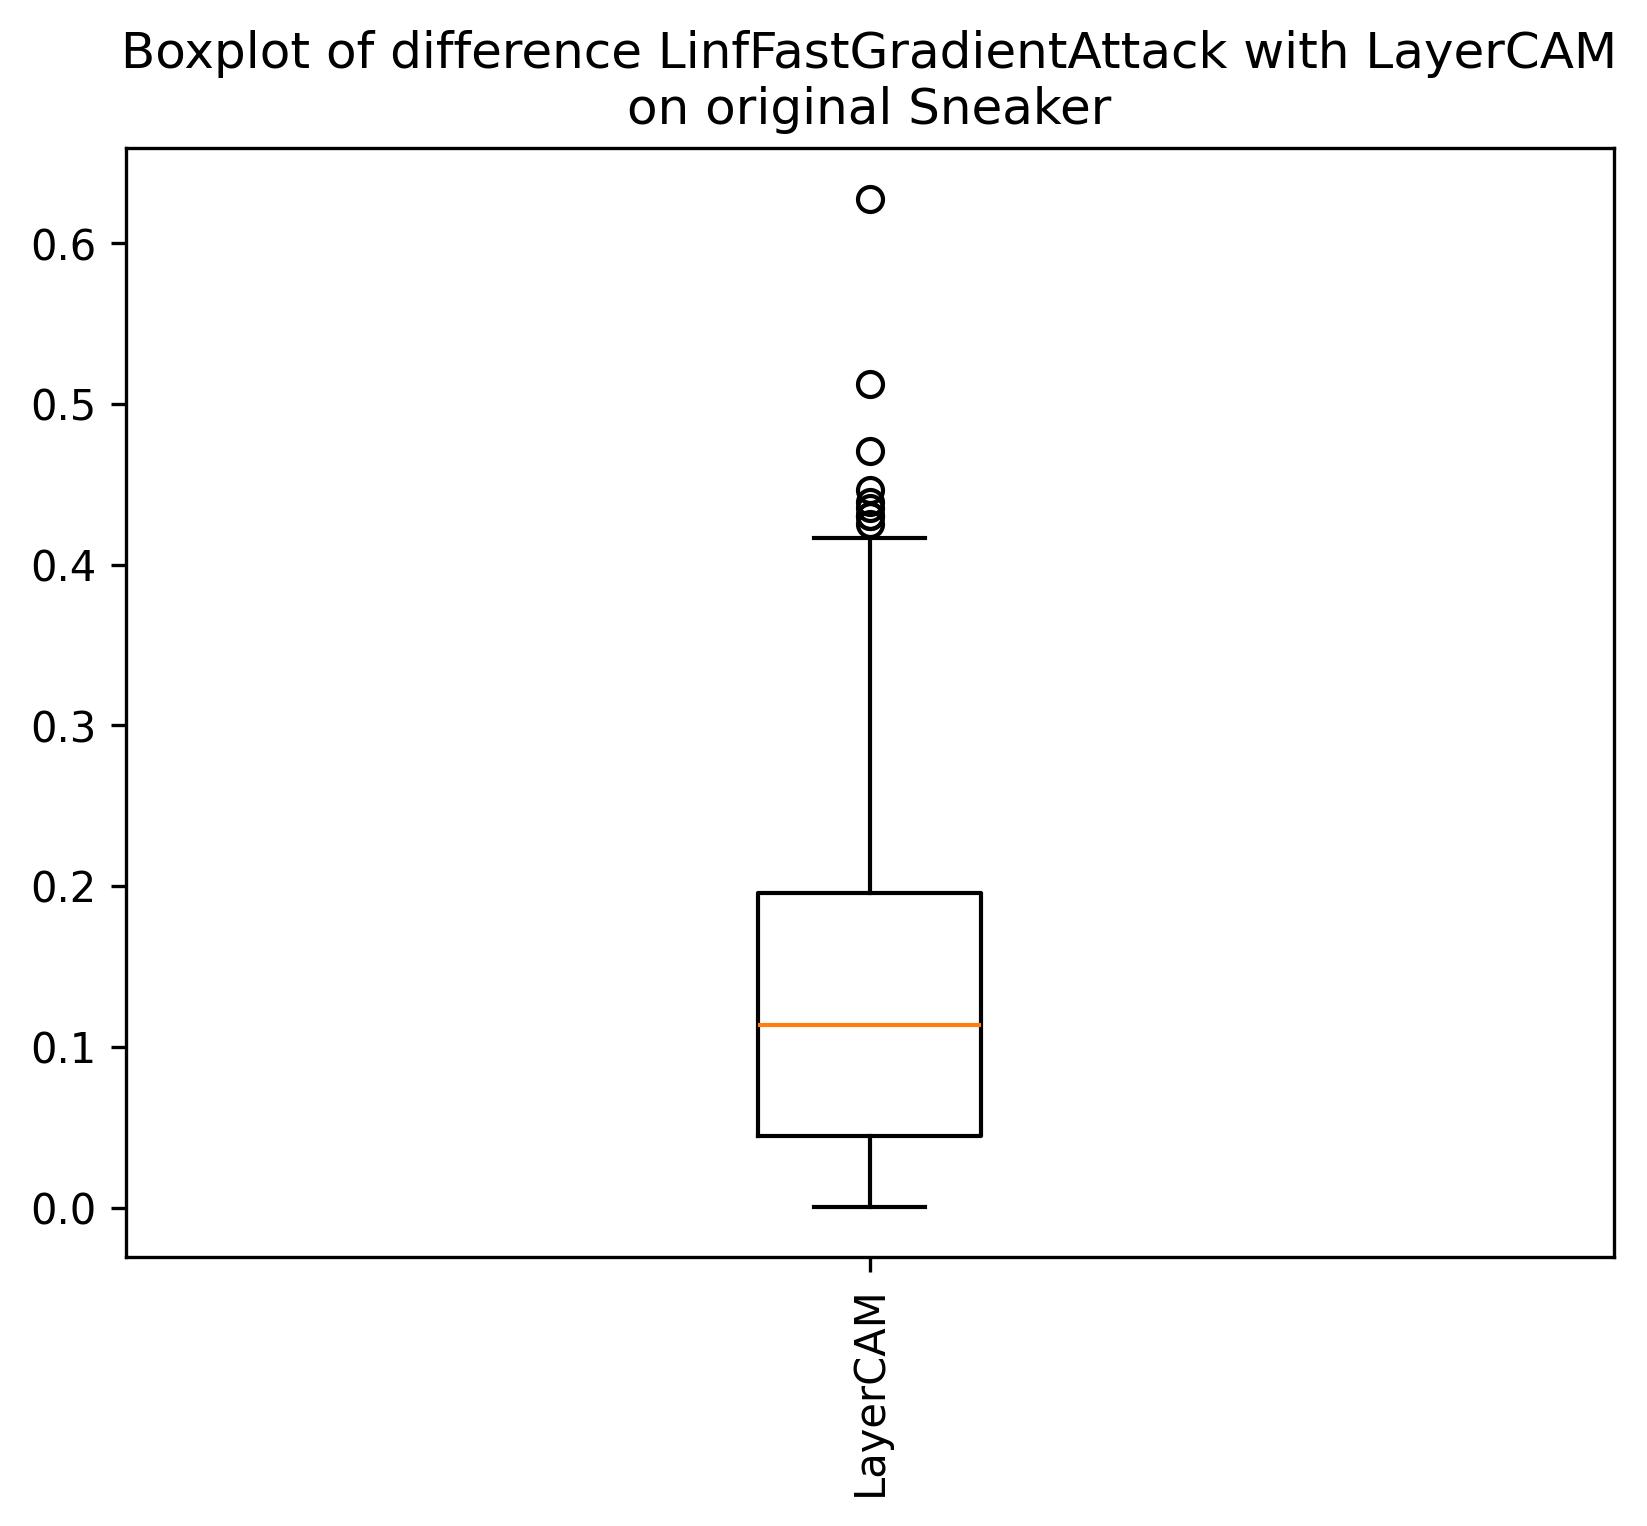 Boxplot of difference LinfFastGradientAttack with LayerCAM
on original Sneaker
0.6
0.5
0.4
0.3
0.2
0.1
0.0
LayerCAM